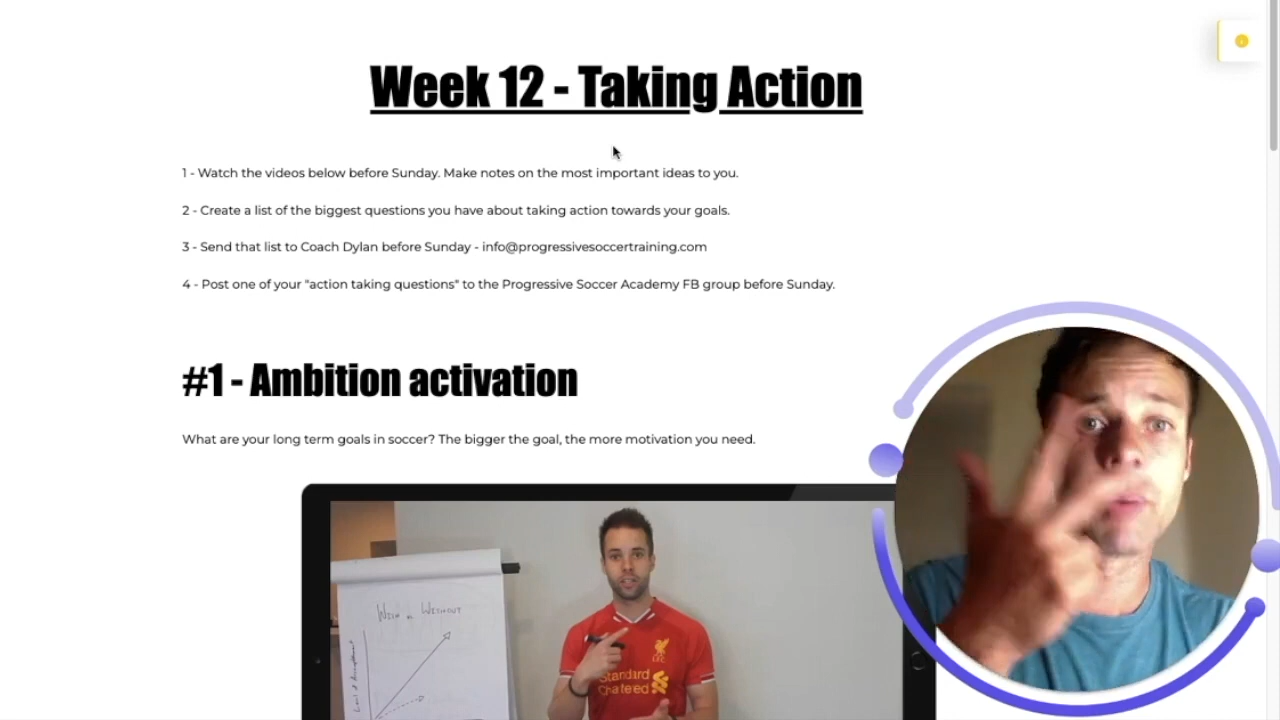 Week 12 - Taking Action
1 - Watch the videos below before Sunday. Make notes on the most important ideas to you.
2 - Create a list of the biggest questions you have about taking action towards your goals.
3 - Send that list to Coach Dylan before Sunday - info@progressivesoccertraining.com
4 - Post one of your "action taking questions" to the Progressive Soccer Academy FB group before Sunday.
#1 - Ambition activation
What are your long term goals in soccer? The bigger the goal, the more motivation you need.
With
Without
LFC
Standard
Chartered